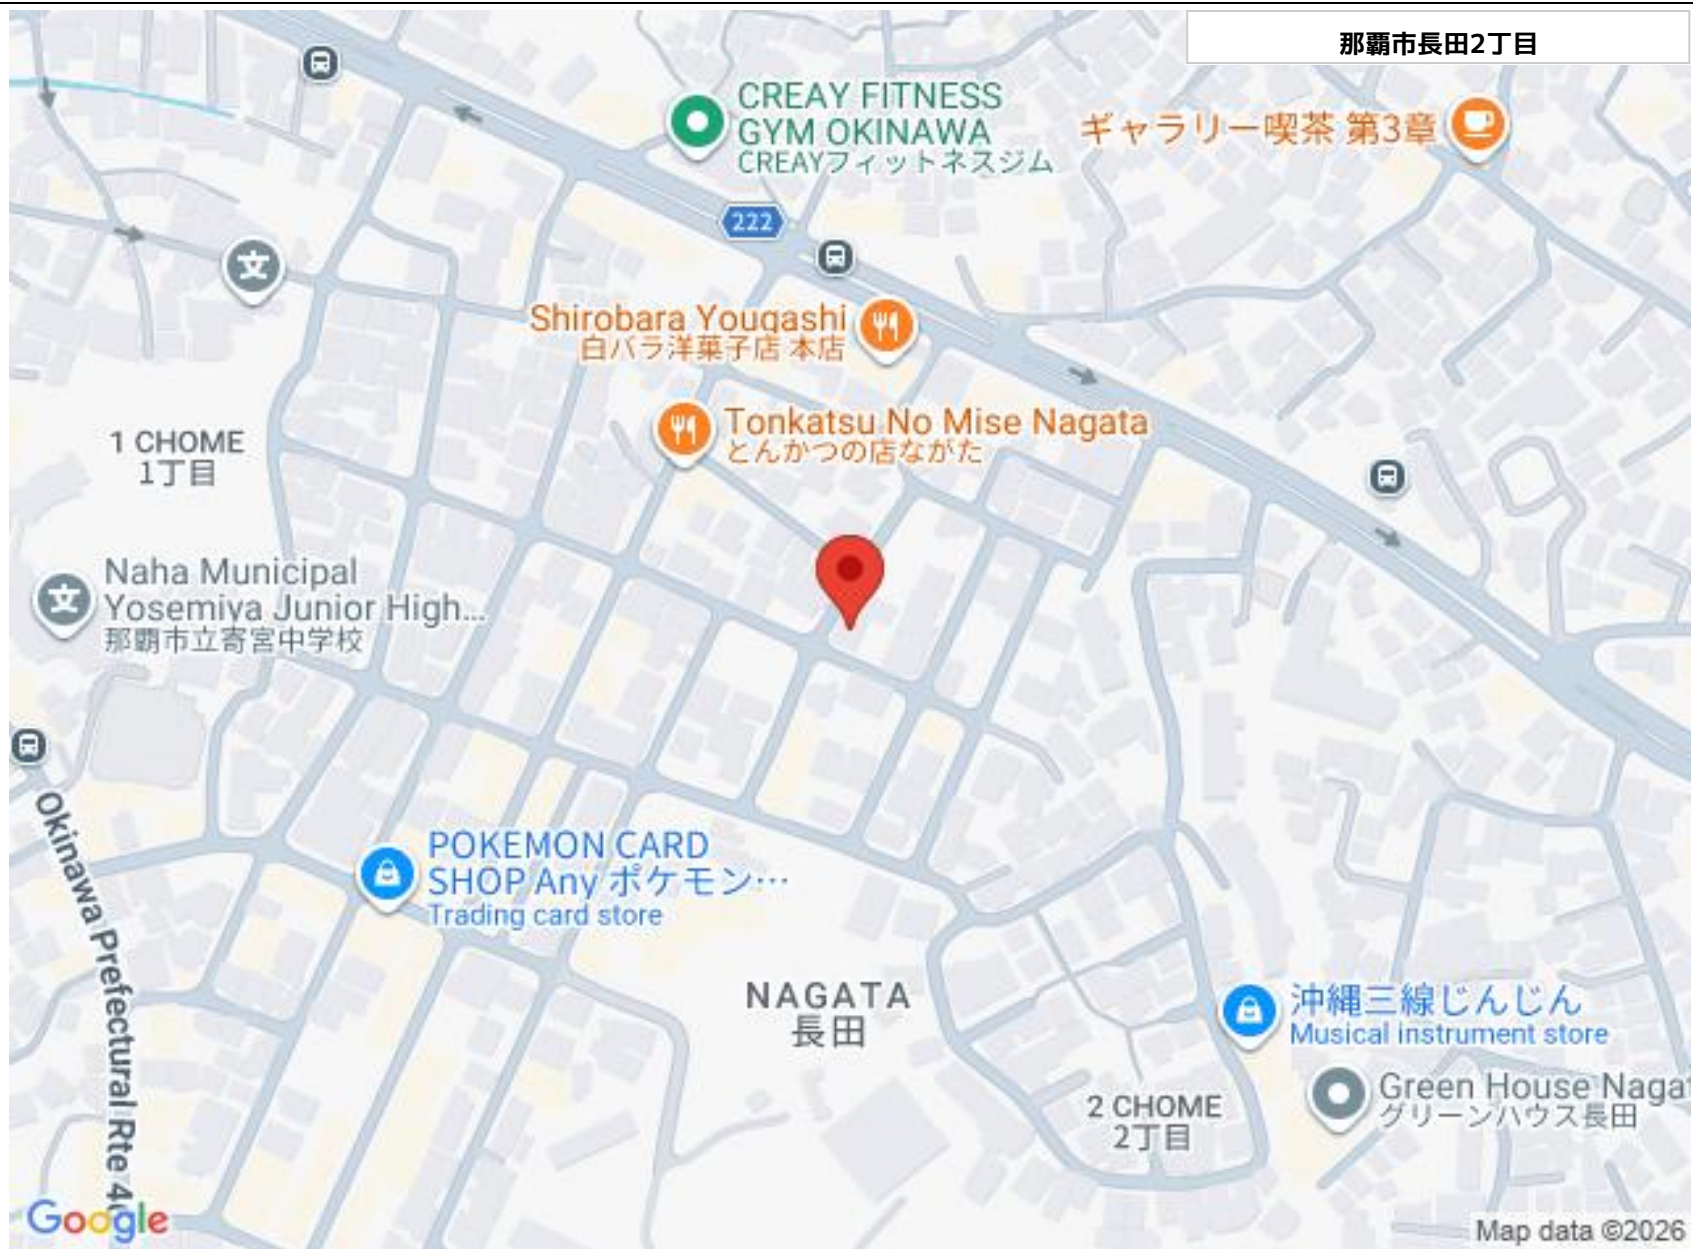 那覇市長田2丁目
CREAY FITNESS
GYM OKINAWA
CREAYフィットネスジム
ギャラリー喫茶 第3章
222
文
Shirobara Yougashi
白バラ洋菓子店 本店
Tonkatsu No Mise Nagata
とんかつの店ながた
1 CHOME
1丁目
文
Naha Municipal
Yosemiya Junior High...
那覇市立寄宮中学校
POKEMON CARD
SHOP Any ポケモン…
Trading card store
Okinawa Prefectural Rte 4
NAGATA
長田
沖縄三線じんじん
Musical instrument store
Green House Nagat
グリーンハウス長田
2 CHOME
2丁目
Google
Map data ©2026